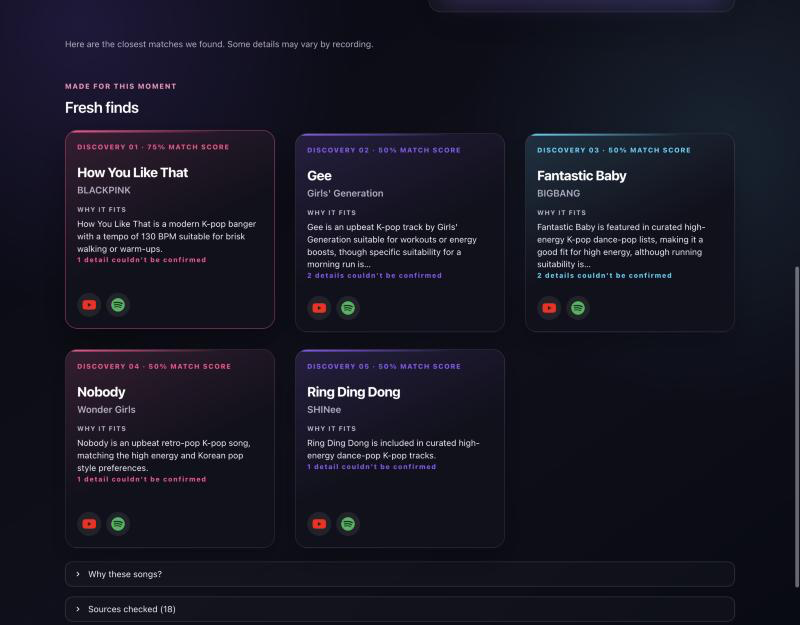 Here are the closest matches we found. Some details may vary by recording.
MADE FOR THIS MOMENT
Fresh finds
DISCOVERY 01 · 75% MATCH SCORE
How You Like That
BLACKPINK
WHY IT FITS
How You Like That is a modern K-pop banger
with a tempo of 130 BPM suitable for brisk
walking or warm-ups.
1 detail couldn't be confirmed
DISCOVERY 02 · 50% MATCH SCORE
Gee
Girls' Generation
WHY IT FITS
Gee is an upbeat K-pop track by Girls'
Generation suitable for workouts or energy
boosts, though specific suitability for a
morning run is...
2 details couldn't be confirmed
DISCOVERY 03 · 50% MATCH SCORE
Fantastic Baby
BIGBANG
WHY IT FITS
Fantastic Baby is featured in curated high-
energy K-pop dance-pop lists, making it a
good fit for high energy, although running
suitability is...
2 details couldn't be confirmed
DISCOVERY 04 · 50% MATCH SCORE
Nobody
Wonder Girls
WHY IT FITS
Nobody is an upbeat retro-pop K-pop song,
matching the high energy and Korean pop
style preferences.
1 detail couldn't be confirmed
DISCOVERY 05 · 50% MATCH SCORE
Ring Ding Dong
SHINee
WHY IT FITS
Ring Ding Dong is included in curated high-
energy dance-pop K-pop tracks.
1 detail couldn't be confirmed
Why these songs?
Sources checked (18)